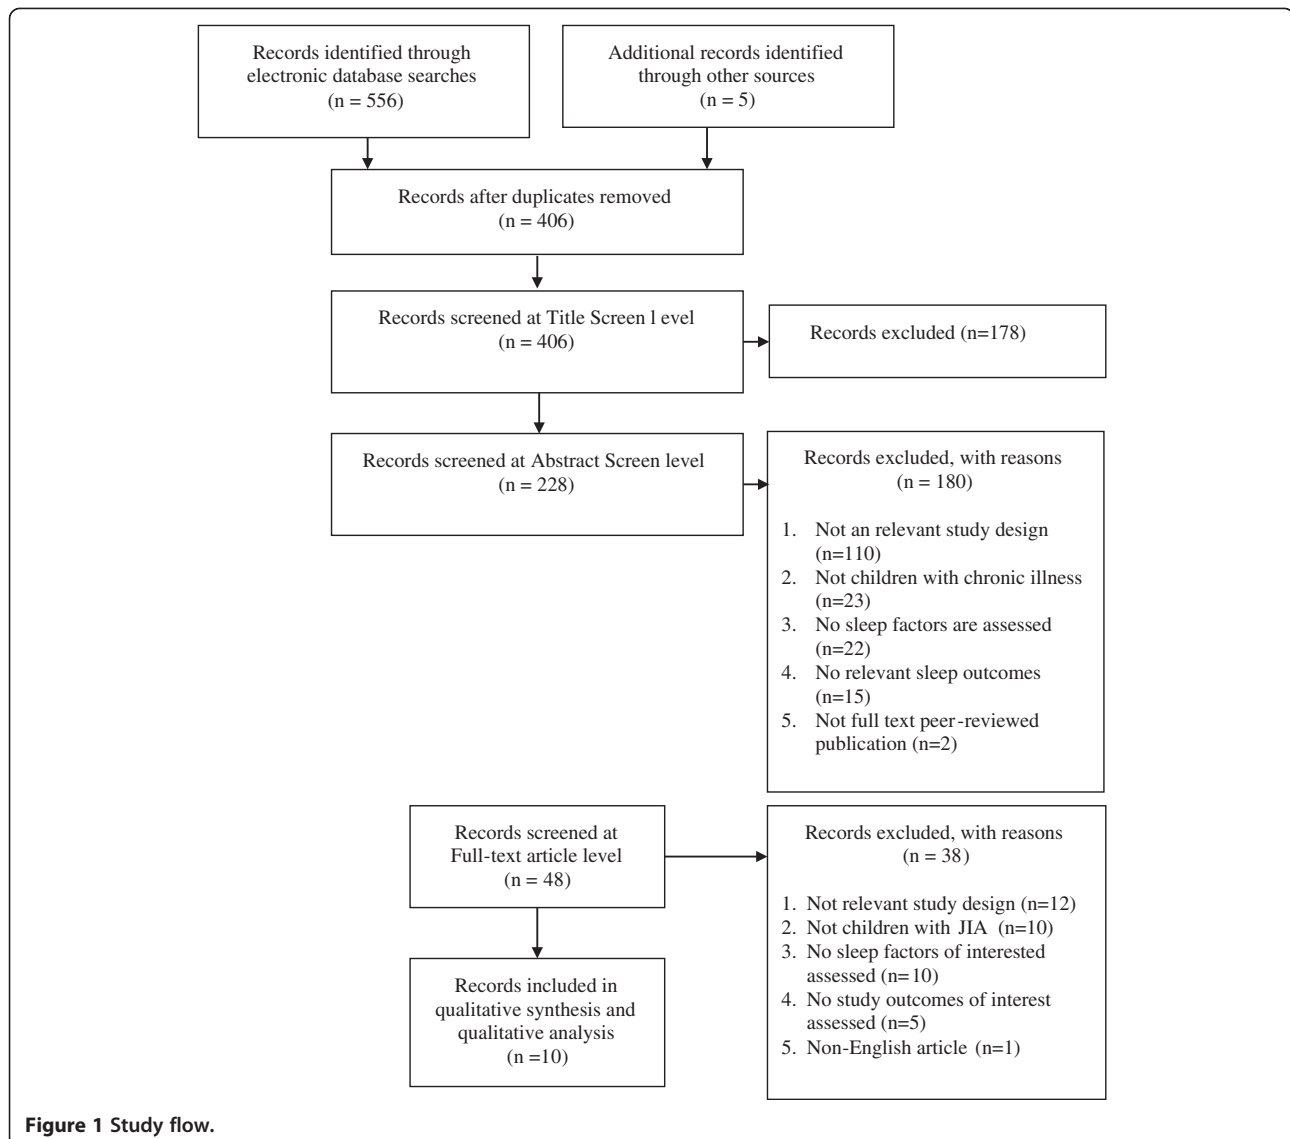 Records identified through
electronic database searches
(n = 556)
Additional records identified
through other sources
(n = 5)
Records after duplicates removed
(n = 406)
Records screened at Title Screen l evel
(n = 406)
Records excluded (n=178)
Records screened at Abstract Screen level
(n = 228)
Records excluded, with reasons
(n = 180)
1. Not an relevant study design
(n=110)
2. Not children with chronic illness
(n=23)
3. No sleep factors are assessed
(n=22)
4. No relevant sleep outcomes
(n=15)
5. Not full text peer-reviewed
publication (n=2)
Records screened at
Full-text article level
(n = 48)
Records excluded, with reasons
(n = 38)
1. Not relevant study design (n=12)
2. Not children with JIA (n=10)
3. No sleep factors of interested
assessed (n=10)
4. No study outcomes of interest
assessed (n=5)
5. Non-English article (n=1)
Records included in
qualitative synthesis and
qualitative analysis
(n =10)
Figure 1 Study flow.